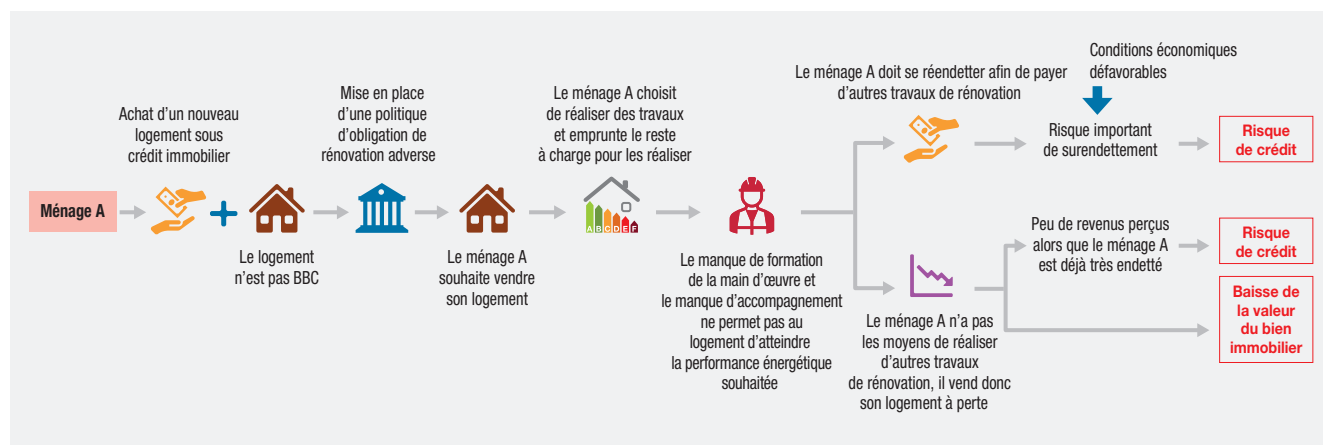 Ménage A
Achat d’un nouveau
logement sous
crédit immobilier
Le logement
n’est pas BBC
Mise en place
d’une politique
d’obligation de
rénovation adverse
Le ménage A
souhaite vendre
son logement
Le ménage A choisit
de réaliser des travaux
et emprunte le reste
à charge pour les réaliser
A B C D E F
Le manque de formation
de la main d’œuvre et
le manque d’accompagnement
ne permet pas au
logement d’atteindre
la performance énergétique
souhaitée
Le ménage A doit se réendetter afin de payer
d’autres travaux de rénovation
Conditions économiques
défavorables
Risque important
de surendettement
Risque
de crédit
Le ménage A n’a pas
les moyens de réaliser
d’autres travaux
de rénovation, il vend donc
son logement à perte
Peu de revenus perçus
alors que le ménage A
est déjà très endetté
Risque
de crédit
Baisse de
la valeur
du bien
immobilier